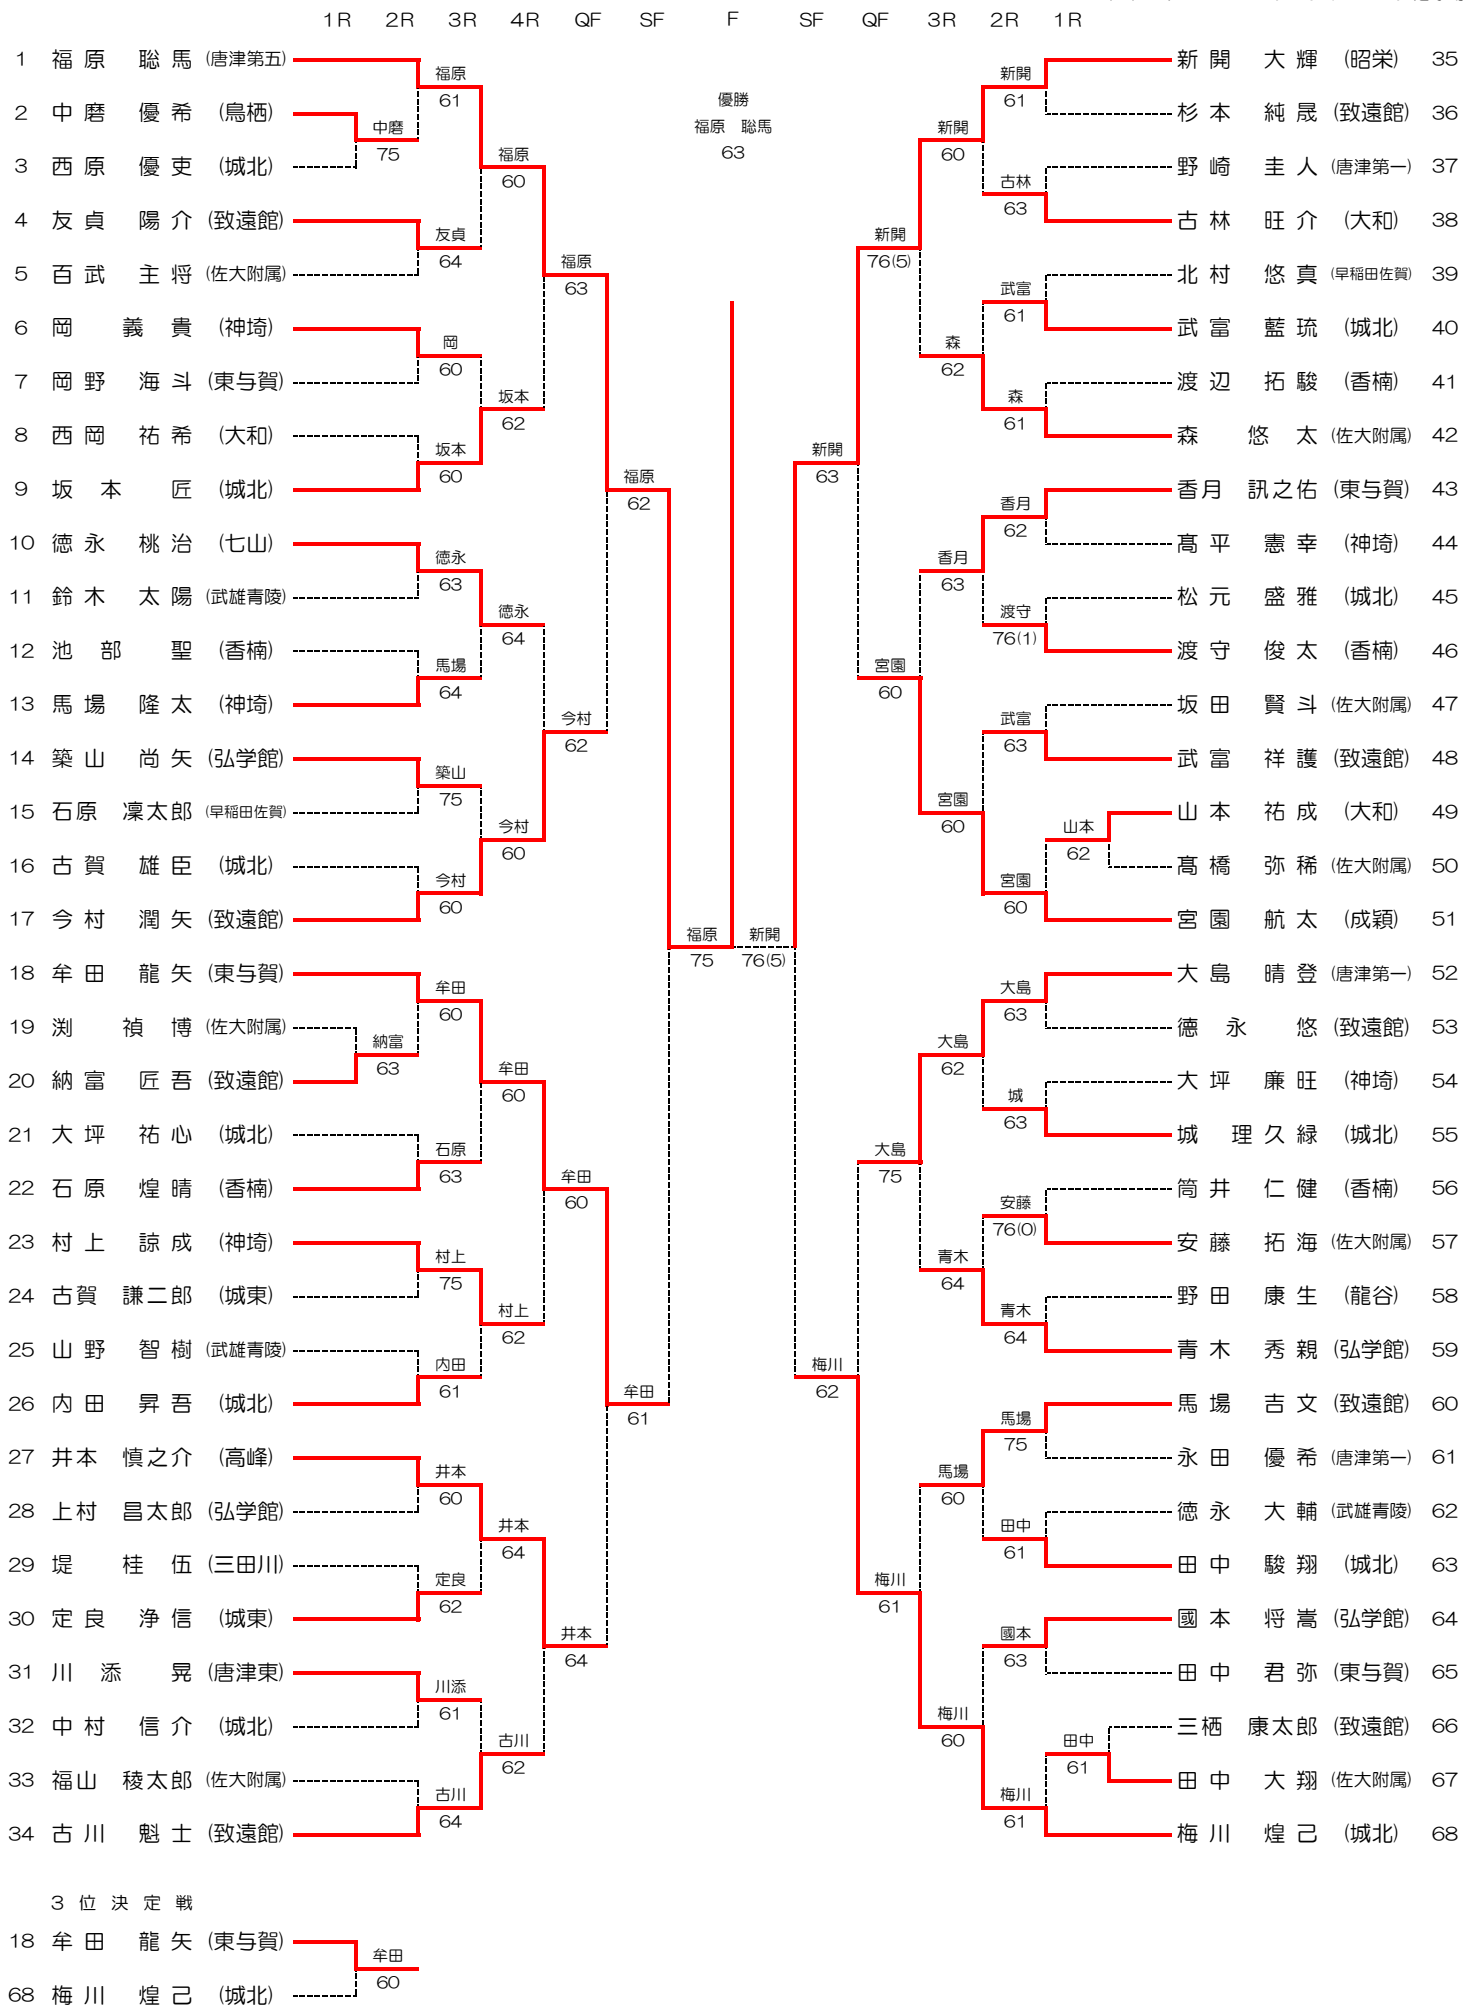 1R 2R 3R 4R QF SF F SF QF 3R 2R 1R
1 福原 聡馬 (唐津第五)
2 中磨 優希 (鳥栖)
3 西原 優吏 (城北)
4 友貞 陽介 (致遠館)
5 百武 主将 (佐大附属)
6 岡 義貴 (神埼)
7 岡野 海斗 (東与賀)
8 西岡 祐希 (大和)
9 坂本 匠 (城北)
10 徳永 桃治 (七山)
11 鈴木 太陽 (武雄青陵)
12 池部 聖 (香楠)
13 馬場 隆太 (神埼)
14 築山 尚矢 (弘学館)
15 石原 凜太郎 (早稲田佐賀)
16 古賀 雄臣 (城北)
17 今村 潤矢 (致遠館)
18 牟田 龍矢 (東与賀)
19 渕 禎博 (佐大附属)
20 納富 匠吾 (致遠館)
21 大坪 祐心 (城北)
22 石原 煌晴 (香楠)
23 村上 諒成 (神埼)
24 古賀 謙二郎 (城東)
25 山野 智樹 (武雄青陵)
26 内田 昇吾 (城北)
27 井本 慎之介 (高峰)
28 上村 昌太郎 (弘学館)
29 堤 桂伍 (三田川)
30 定良 浄信 (城東)
31 川添 晃 (唐津東)
32 中村 信介 (城北)
33 福山 稜太郎 (佐大附属)
34 古川 魁士 (致遠館)
中磨
75
納富
63
福原
61
友貞
64
岡
60
坂本
60
徳永
63
馬場
64
築山
75
今村
60
牟田
60
石原
63
村上
75
内田
61
井本
60
定良
62
川添
61
古川
64
福原
60
坂本
62
徳永
64
今村
60
牟田
60
村上
62
井本
64
古川
62
福原
63
今村
62
牟田
60
井本
64
福原
62
牟田
61
福原
75
優勝
福原 聡馬
63
新開
76(5)
新開
63
梅川
62
新開
76(5)
宮園
60
大島
75
梅川
61
新開
60
森
62
香月
63
宮園
60
大島
62
青木
64
馬場
60
梅川
60
新開
61
古林
63
武富
61
森
61
香月
62
渡守
76(1)
武富
63
宮園
60
大島
63
城
63
安藤
76(0)
青木
64
馬場
75
田中
61
國本
63
梅川
61
山本
62
田中
61
新開 大輝 (昭栄) 35
杉本 純晟 (致遠館) 36
野崎 圭人 (唐津第一) 37
古林 旺介 (大和) 38
北村 悠真 (早稲田佐賀) 39
武富 藍琉 (城北) 40
渡辺 拓駿 (香楠) 41
森 悠太 (佐大附属) 42
香月 訊之佑 (東与賀) 43
髙平 憲幸 (神埼) 44
松元 盛雅 (城北) 45
渡守 俊太 (香楠) 46
坂田 賢斗 (佐大附属) 47
武富 祥護 (致遠館) 48
山本 祐成 (大和) 49
髙橋 弥稀 (佐大附属) 50
宮園 航太 (成穎) 51
大島 晴登 (唐津第一) 52
德永 悠 (致遠館) 53
大坪 廉旺 (神埼) 54
城 理久緑 (城北) 55
筒井 仁健 (香楠) 56
安藤 拓海 (佐大附属) 57
野田 康生 (龍谷) 58
青木 秀親 (弘学館) 59
馬場 吉文 (致遠館) 60
永田 優希 (唐津第一) 61
徳永 大輔 (武雄青陵) 62
田中 駿翔 (城北) 63
國本 将嵩 (弘学館) 64
田中 君弥 (東与賀) 65
三栖 康太郎 (致遠館) 66
田中 大翔 (佐大附属) 67
梅川 煌己 (城北) 68
3位決定戦
18 牟田 龍矢 (東与賀)
68 梅川 煌己 (城北)
牟田
60